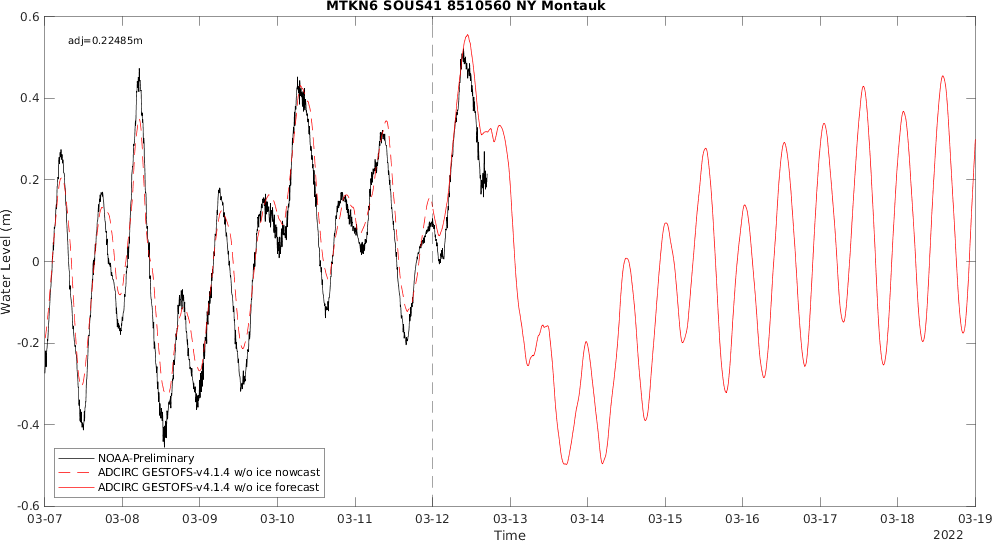 MTKN6 SOUS41 8510560 NY Montauk
adj=0.22485m
0.6
0.4
0.2
0
-0.2
-0.4
-0.6
Water Level (m)
NOAA-Preliminary
ADCIRC GESTOFS-v4.1.4 w/o ice nowcast
ADCIRC GESTOFS-v4.1.4 w/o ice forecast
03-07 03-08 03-09 03-10 03-11 03-12 03-13 03-14 03-15 03-16 03-17 03-18 03-19
Time
2022